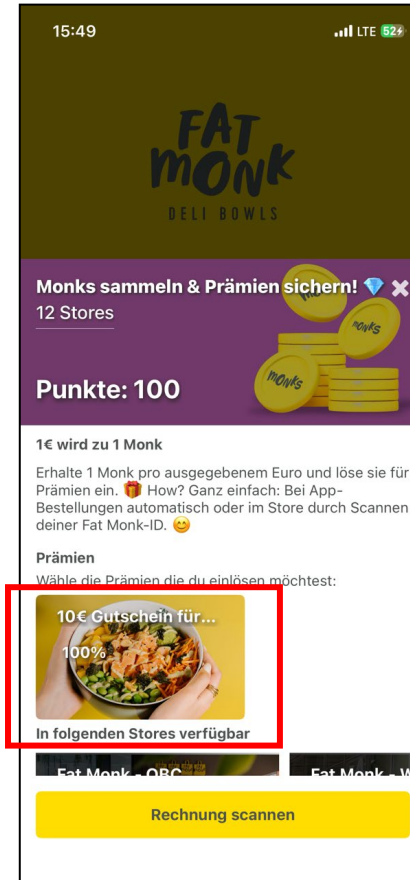 15:49
LTE 52
FAT
MONK
DELI BOWLS
Monks sammeln & Prämien sichern! 💎
12 Stores
MONKS
Punkte: 100
MONKS
1€ wird zu 1 Monk
Erhalte 1 Monk pro ausgegebenem Euro und löse sie für
Prämien ein. 🎁 How? Ganz einfach: Bei App-
Bestellungen automatisch oder im Store durch Scannen
deiner Fat Monk-ID. 😊
Prämien
Wähle die Prämien die du einlösen möchtest:
10€ Gutschein für...
100%
In folgenden Stores verfügbar
Fat Monk - OBC
Fat Monk - W
Rechnung scannen